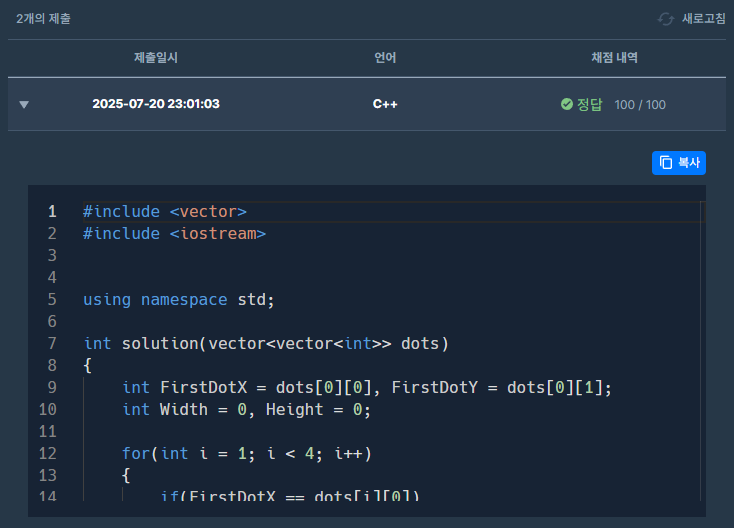 2개의 제출
새로고침
제출일시 언어 채점 내역
2025-07-20 23:01:03 C++ 정답 100 / 100
복사
1 #include <vector>
2 #include <iostream>
3
4
5 using namespace std;
6
7 int solution(vector<vector<int>> dots)
8 {
9 int FirstDotX = dots[0][0], FirstDotY = dots[0][1];
10 int Width = 0, Height = 0;
11
12 for(int i = 1; i < 4; i++)
13 {
14 if(FirstDotX == dots[i][0])